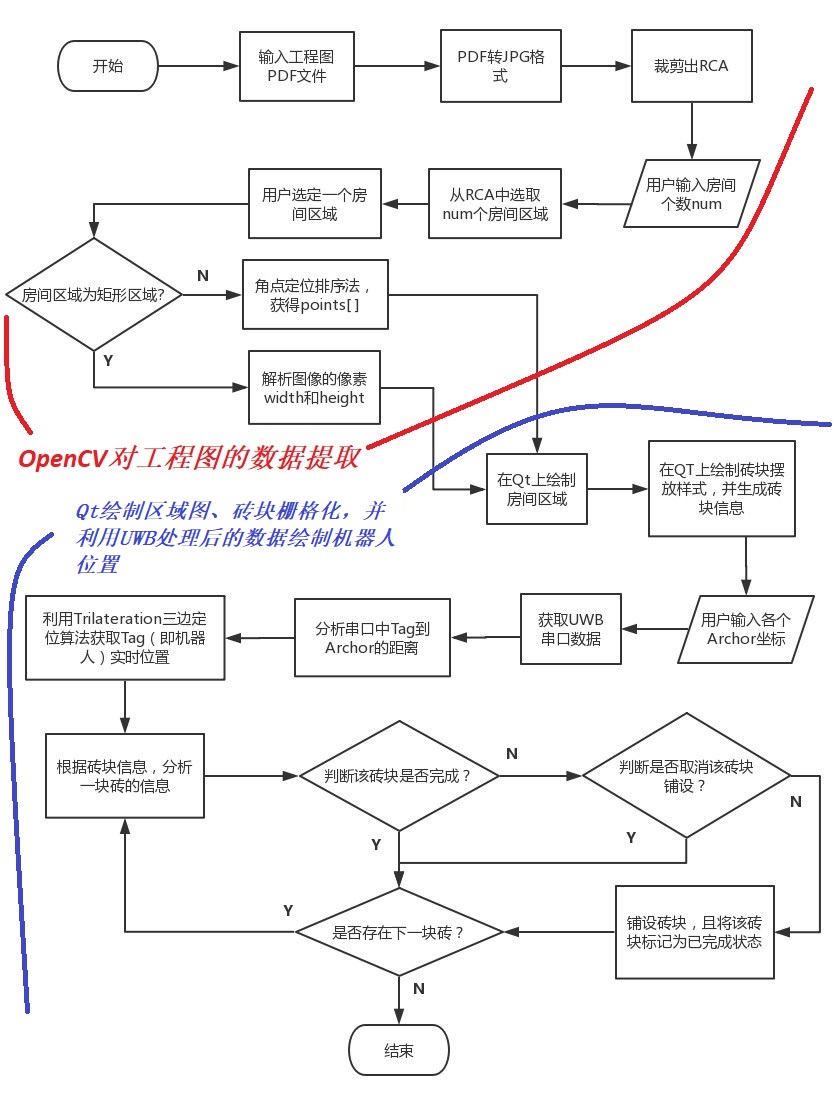 开始
输入工程图
PDF文件
PDF转JPG格
式
裁剪出RCA
用户输入房间
个数num
从RCA中选取
num个房间区域
用户选定一个房
间区域
房间区域为矩形区域?
N
角点定位排序法，
获得points[ ]
Y
解析图像的像素
width和height
OpenCV对工程图的数据提取
Qt绘制区域图、砖块栅格化，并
利用UWB处理后的数据绘制机器人
位置
在Qt上绘制
房间区域
在QT上绘制砖块摆
放样式，并生成砖
块信息
用户输入各个
Archor坐标
获取UWB
串口数据
分析串口中Tag到
Archor的距离
利用Trilateration三边定
位算法获取Tag（即机器
人）实时位置
根据砖块信息，分析
一块砖的信息
判断该砖块是否完成？
N
判断是否取消该砖块
铺设？
N
Y
Y
铺设砖块，且将该砖
块标记为已完成状态
是否存在下一块砖？
Y
N
结束